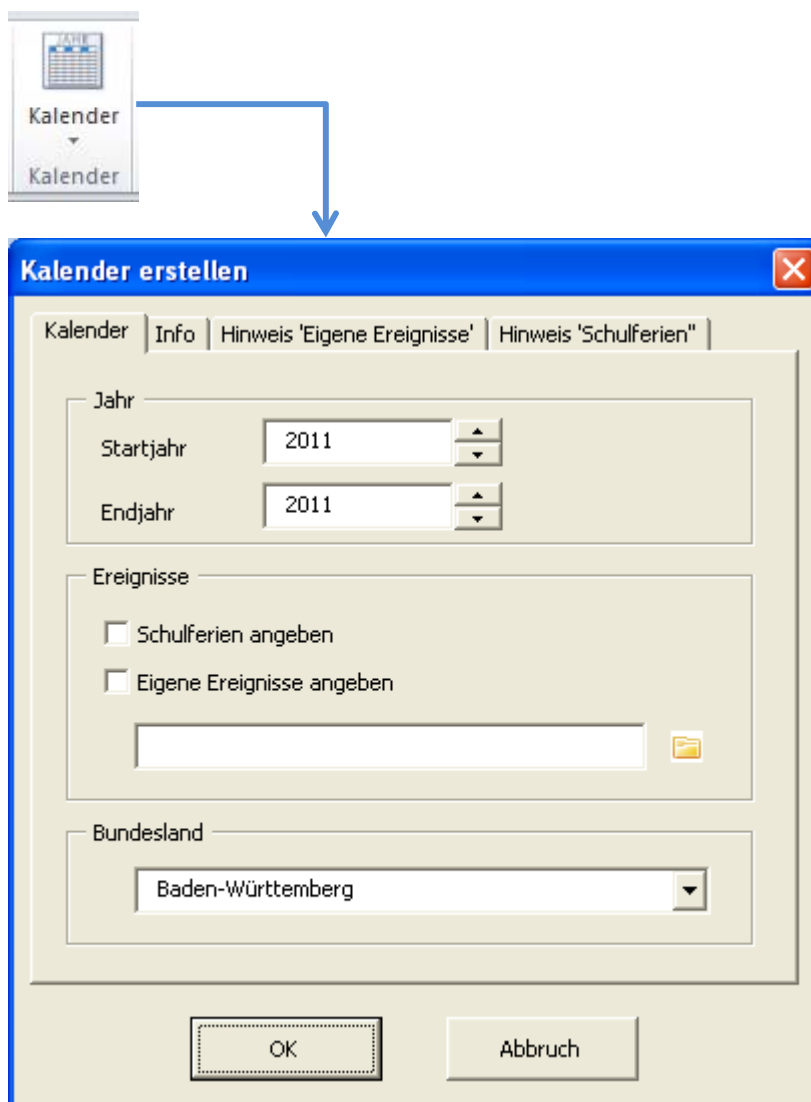 JAHR
Kalender
Kalender
Kalender erstellen
Kalender Info Hinweis 'Eigene Ereignisse' Hinweis 'Schulferien"
Jahr
Startjahr 2011
Endjahr 2011
Ereignisse
Schulferien angeben
Eigene Ereignisse angeben
Bundesland
Baden-Württemberg
OK Abbruch